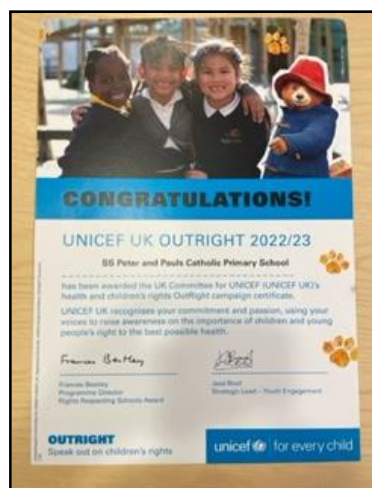 CONGRATULATIONS!
UNICEF UK OUTRIGHT 2022/23
SS Peter and Pauls Catholic Primary School
has been awarded the UK Committee for UNICEF (UNICEF UK)'s
health and children's rights OutRight campaign certificate.
UNICEF UK recognises your commitment and passion, using your
voices to raise awareness on the importance of children and young
people's right to the best possible health.
Frances Bestley
Frances Bestley
Programme Director
Rights Respecting Schools Award
Strategic Lead – Youth Engagement
OUTRIGHT
Speak out on children's rights
unicef for every child